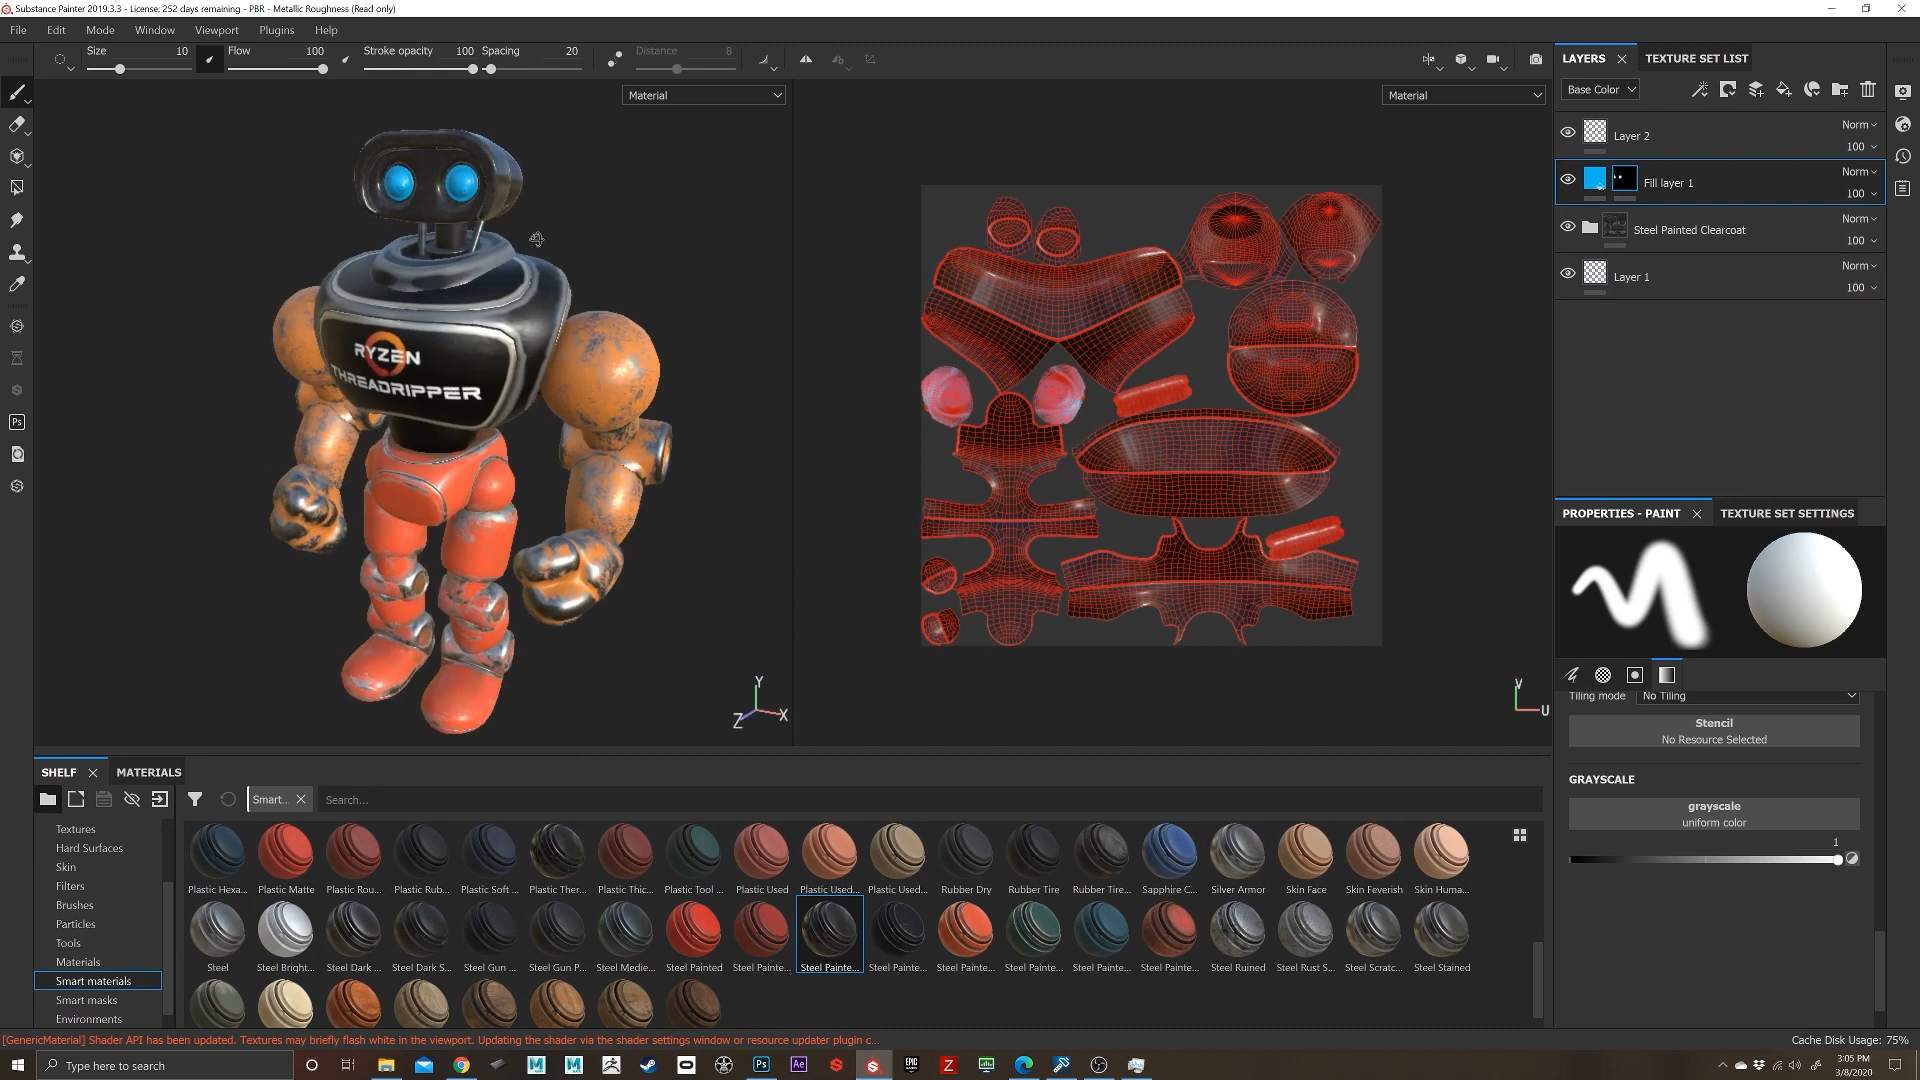 Substance Painter 2019.3.3 - License: 252 days remaining - PBR - Metallic Roughness (Read only)
File Edit Mode Window Viewport Plugins Help
Size 10 Flow 100 Stroke opacity 100 Spacing 20 Distance 8
Material
Material
RYZEN
THREADRIPPER
Y
Z X
V
U
LAYERS TEXTURE SET LIST
Base Color
Layer 2 Norm 100
Fill layer 1 Norm 100
Steel Painted Clearcoat Norm 100
Layer 1 Norm 100
PROPERTIES - PAINT TEXTURE SET SETTINGS
Tiling mode No Tiling
Stencil
No Resource Selected
GRAYSCALE
grayscale
uniform color
1
SHELF MATERIALS
Smart... Search...
Textures
Hard Surfaces
Skin
Filters
Brushes
Particles
Tools
Materials
Smart materials
Smart masks
Environments
Plastic Hexa... Plastic Matte Plastic Rou... Plastic Rub... Plastic Soft ... Plastic Ther... Plastic Thic... Plastic Tool ... Plastic Used Plastic Used... Plastic Used... Rubber Dry Rubber Tire Rubber Tire... Sapphire C... Silver Armor Skin Face Skin Feverish Skin Huma...
Steel Steel Bright... Steel Dark ... Steel Dark S... Steel Gun ... Steel Gun P... Steel Medie... Steel Painted Steel Painte... Steel Painte... Steel Painte... Steel Painte... Steel Painte... Steel Painte... Steel Painte... Steel Ruined Steel Rust S... Steel Scratc... Steel Stained
[GenericMaterial] Shader API has been updated. Textures may briefly flash white in the viewport. Updating the shader via the shader settings window or resource updater plugin c...
Cache Disk Usage: 75%
Type here to search
Ps
Ae
EPIC GAMES
Z
3:05 PM
3/8/2020